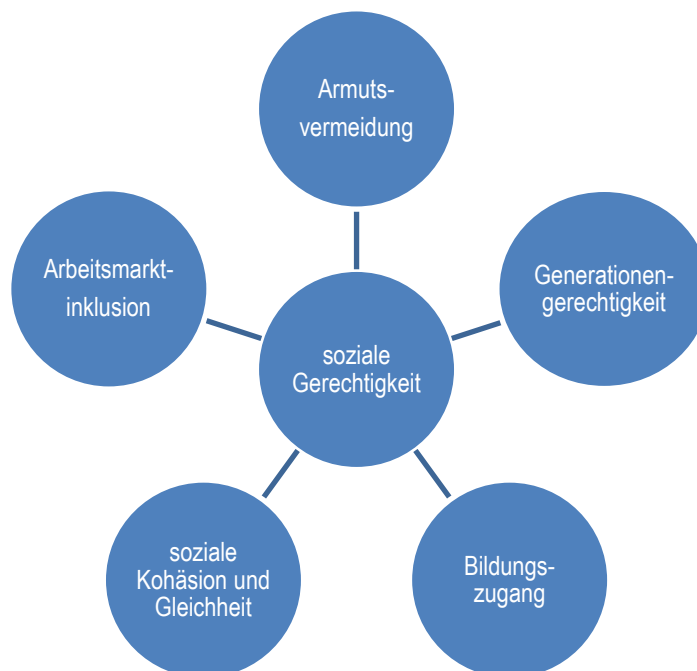 Armuts-
vermeidung
Arbeitsmarkt-
inklusion
Generationen-
gerechtigkeit
soziale
Gerechtigkeit
soziale
Kohäsion und
Gleichheit
Bildungs-
zugang